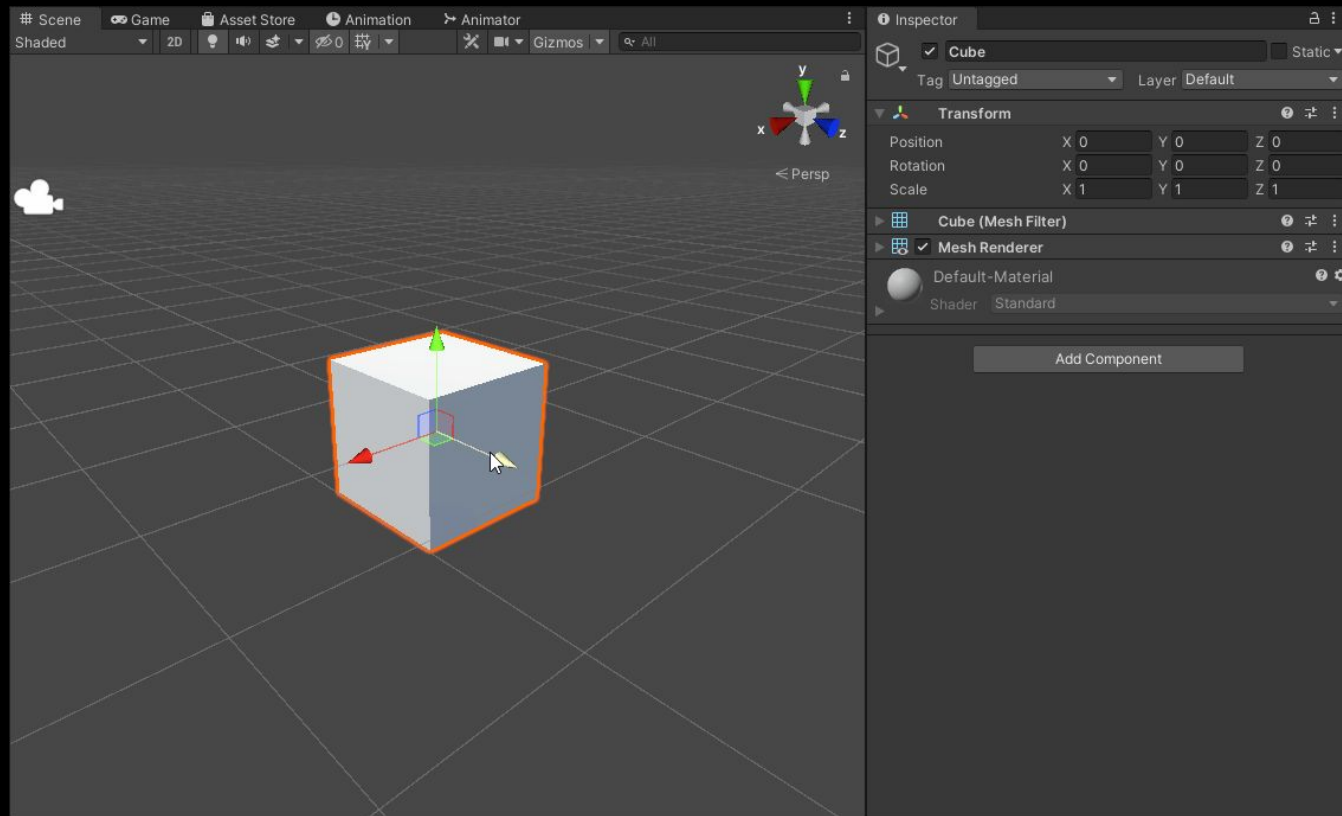 Scene Game Asset Store Animation Animator
Shaded 2D 0 Gizmos All
y
x z
Persp
Inspector
Cube Static
Tag Untagged Layer Default
Transform
Position X 0 Y 0 Z 0
Rotation X 0 Y 0 Z 0
Scale X 1 Y 1 Z 1
Cube (Mesh Filter)
Mesh Renderer
Default-Material
Shader Standard
Add Component